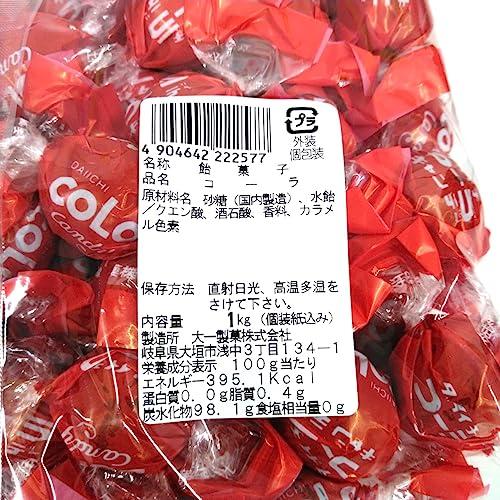 4 904642 222577
プラ
外装
個包装
名称 飴菓子
品名 コーラ
原材料名 砂糖（国内製造）、水飴
／クエン酸、酒石酸、香料、カラメ
ル色素
保存方法 直射日光、高温多湿を
さけて下さい。
内容量 1kg（個装紙込み）
製造所 大一製菓株式会社
岐阜県大垣市浅中3丁目134-1
栄養成分表示 100g当たり
エネルギー395.1Kcal
蛋白質0.0g脂質0.4g
炭水化物98.1g食塩相当量0g
DAIICHI
COLO
Candy